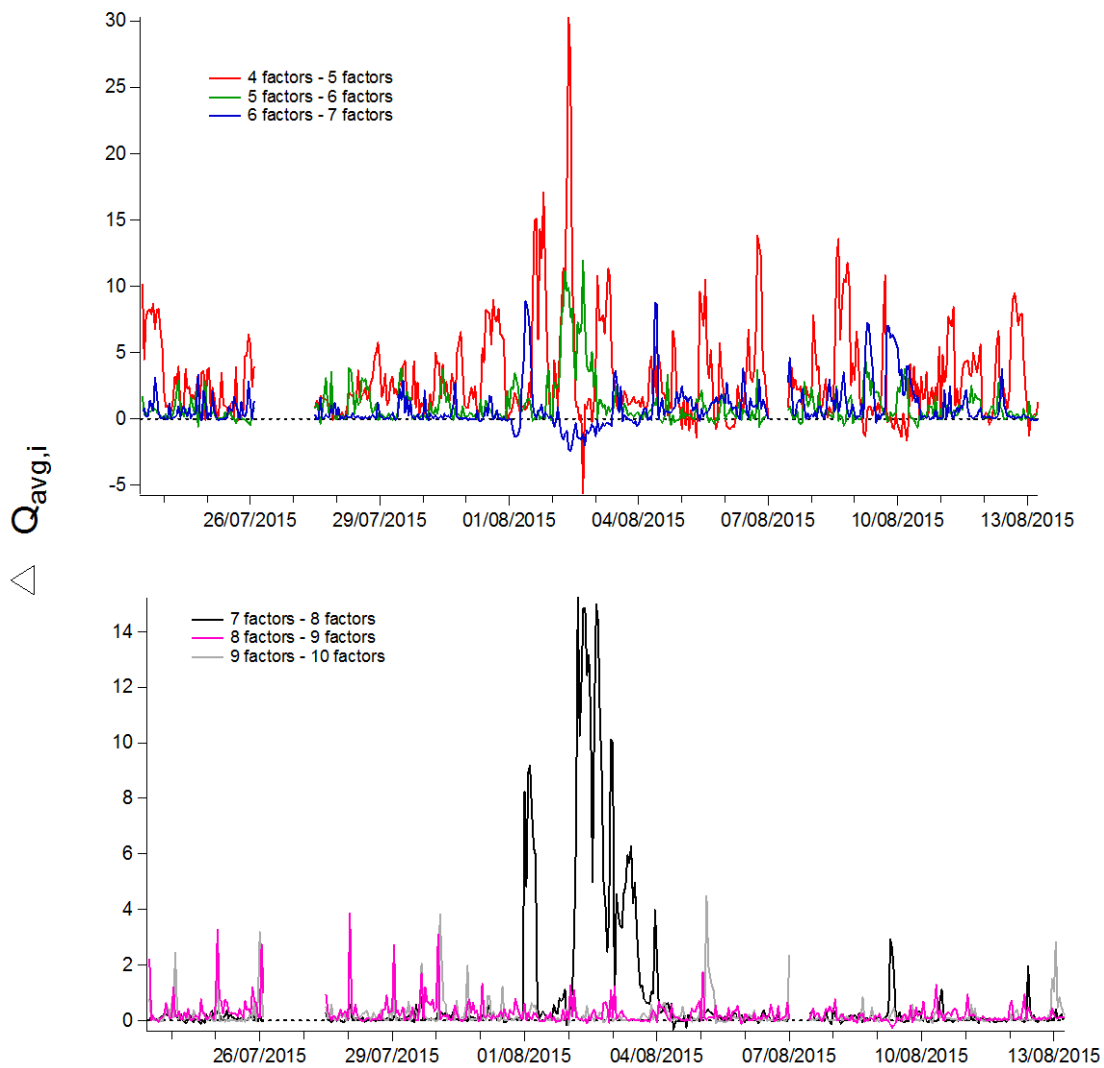 30
25
20
15
10
5
0
-5
4 factors - 5 factors
5 factors - 6 factors
6 factors - 7 factors
26/07/2015 29/07/2015 01/08/2015 04/08/2015 07/08/2015 10/08/2015 13/08/2015
△ Qavg,i
14
12
10
8
6
4
2
0
7 factors - 8 factors
8 factors - 9 factors
9 factors - 10 factors
26/07/2015 29/07/2015 01/08/2015 04/08/2015 07/08/2015 10/08/2015 13/08/2015